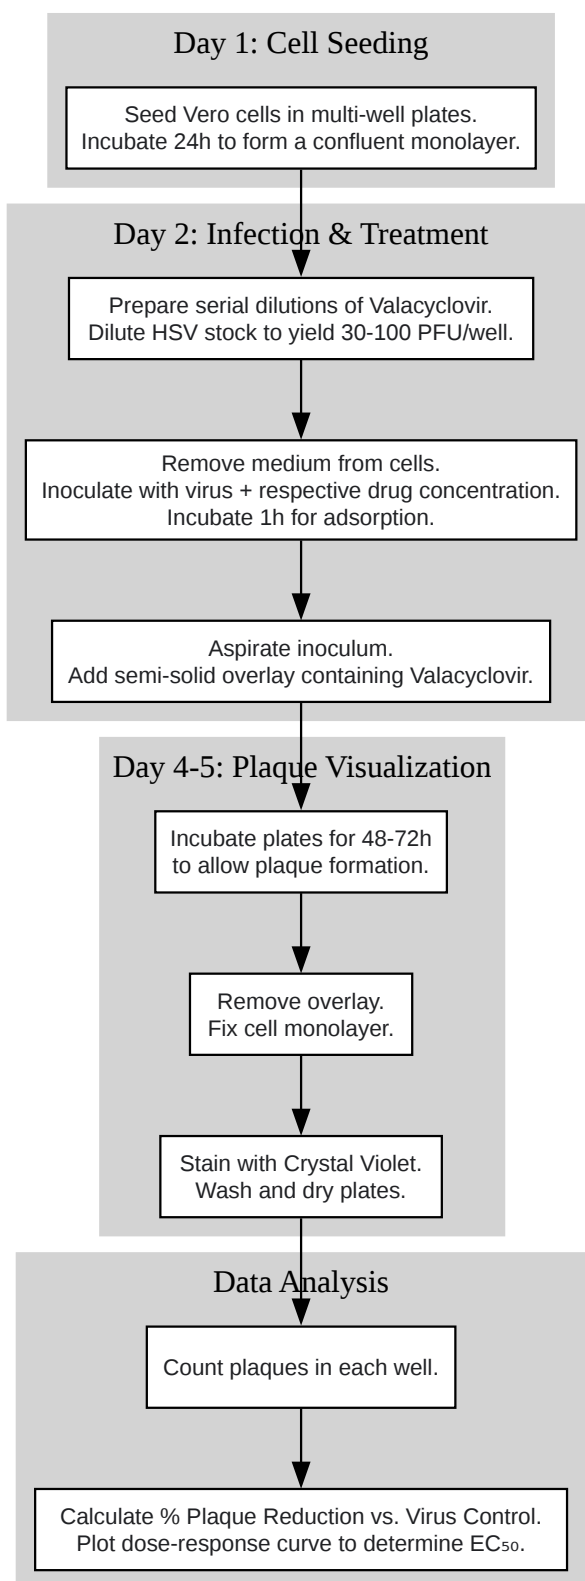 Day 1: Cell Seeding
Seed Vero cells in multi-well plates.
Incubate 24h to form a confluent monolayer.
Day 2: Infection & Treatment
Prepare serial dilutions of Valacyclovir.
Dilute HSV stock to yield 30-100 PFU/well.
Remove medium from cells.
Inoculate with virus + respective drug concentration.
Incubate 1h for adsorption.
Aspirate inoculum.
Add semi-solid overlay containing Valacyclovir.
Day 4-5: Plaque Visualization
Incubate plates for 48-72h
to allow plaque formation.
Remove overlay.
Fix cell monolayer.
Stain with Crystal Violet.
Wash and dry plates.
Data Analysis
Count plaques in each well.
Calculate % Plaque Reduction vs. Virus Control.
Plot dose-response curve to determine EC₅₀.